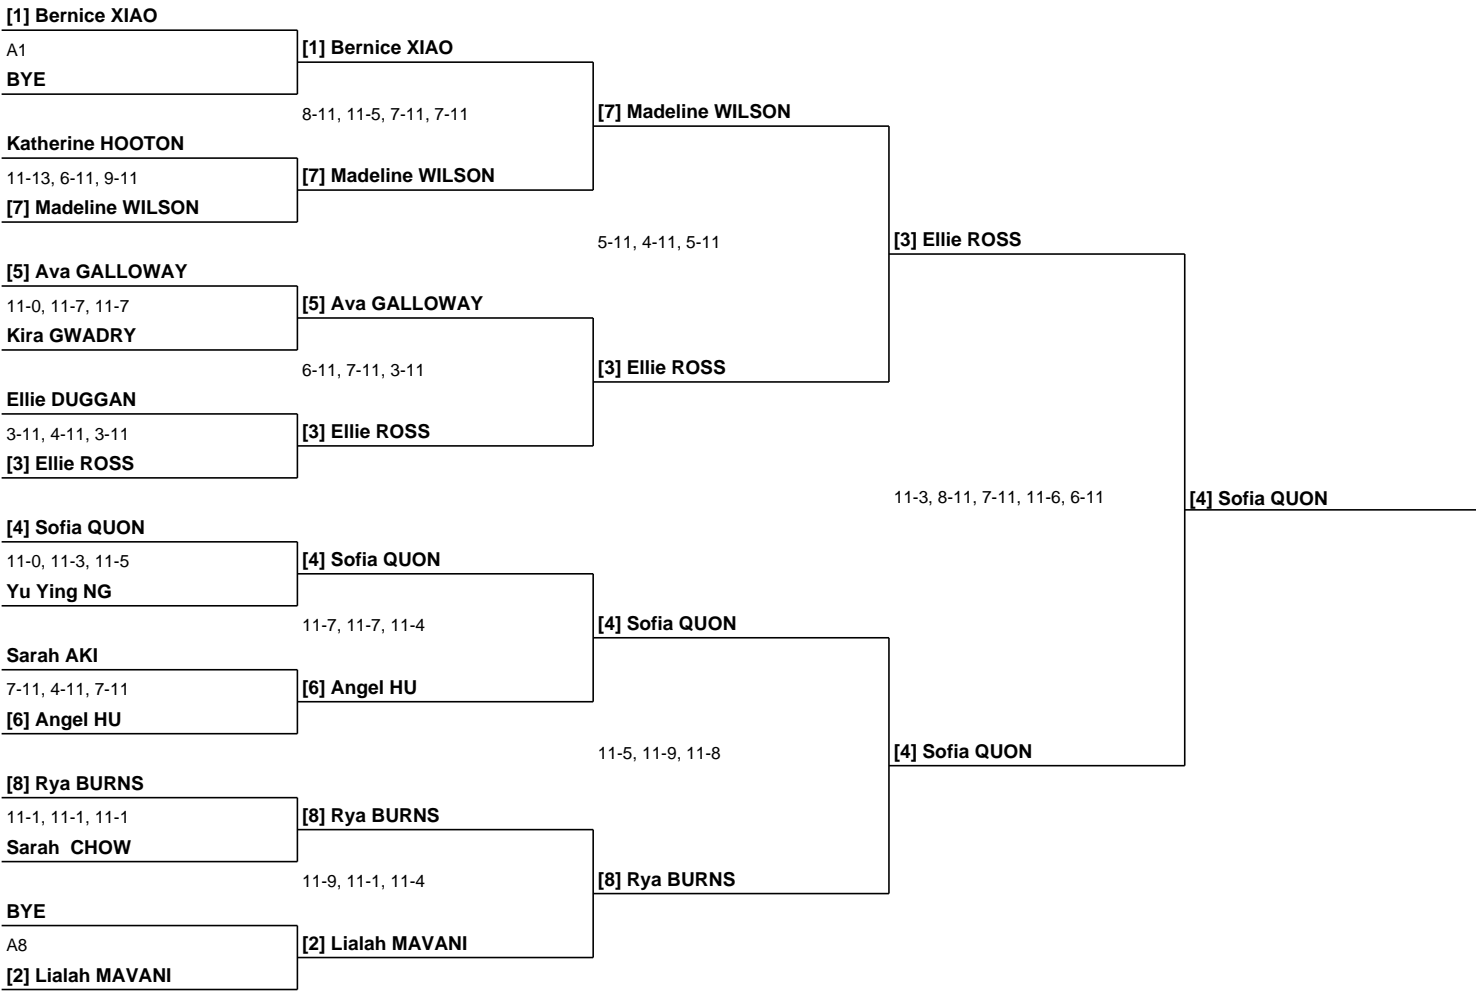 [1] Bernice XIAO
A1
BYE
[1] Bernice XIAO
8-11, 11-5, 7-11, 7-11
Katherine HOOTON
11-13, 6-11, 9-11
[7] Madeline WILSON
[7] Madeline WILSON
[7] Madeline WILSON
5-11, 4-11, 5-11
[5] Ava GALLOWAY
11-0, 11-7, 11-7
Kira GWADRY
[5] Ava GALLOWAY
6-11, 7-11, 3-11
Ellie DUGGAN
3-11, 4-11, 3-11
[3] Ellie ROSS
[3] Ellie ROSS
[3] Ellie ROSS
[3] Ellie ROSS
11-3, 8-11, 7-11, 11-6, 6-11
[4] Sofia QUON
[4] Sofia QUON
11-0, 11-3, 11-5
Yu Ying NG
[4] Sofia QUON
11-7, 11-7, 11-4
Sarah AKI
7-11, 4-11, 7-11
[6] Angel HU
[6] Angel HU
[4] Sofia QUON
11-5, 11-9, 11-8
[4] Sofia QUON
[8] Rya BURNS
11-1, 11-1, 11-1
Sarah  CHOW
[8] Rya BURNS
11-9, 11-1, 11-4
[8] Rya BURNS
BYE
A8
[2] Lialah MAVANI
[2] Lialah MAVANI